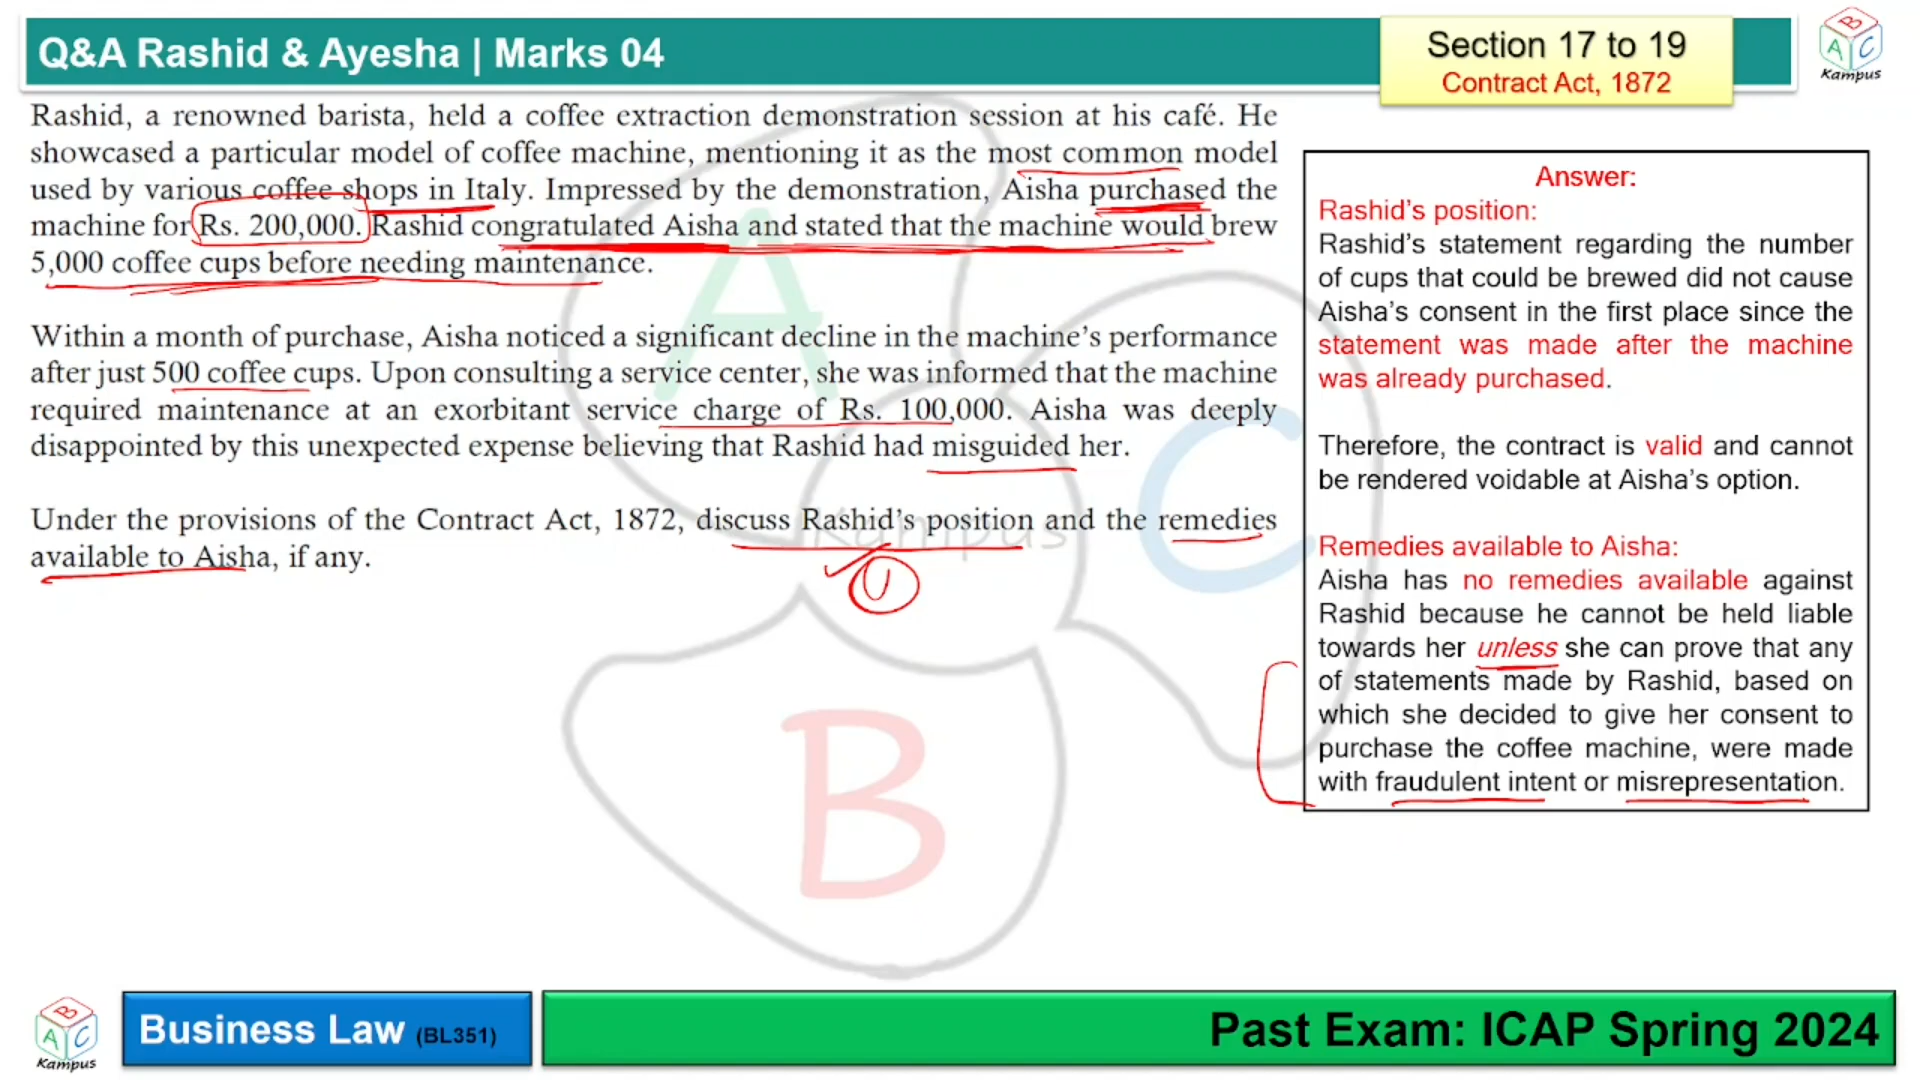 Q&A Rashid & Ayesha | Marks 04
Section 17 to 19
Contract Act, 1872
B
A C
Kampus
Rashid, a renowned barista, held a coffee extraction demonstration session at his café. He
showcased a particular model of coffee machine, mentioning it as the most common model
used by various coffee shops in Italy. Impressed by the demonstration, Aisha purchased the
machine for Rs. 200,000. Rashid congratulated Aisha and stated that the machine would brew
5,000 coffee cups before needing maintenance.
Within a month of purchase, Aisha noticed a significant decline in the machine's performance
after just 500 coffee cups. Upon consulting a service center, she was informed that the machine
required maintenance at an exorbitant service charge of Rs. 100,000. Aisha was deeply
disappointed by this unexpected expense believing that Rashid had misguided her.
Under the provisions of the Contract Act, 1872, discuss Rashid's position and the remedies
available to Aisha, if any.
1
A
C
Kampus
B
Answer:
Rashid's position:
Rashid's statement regarding the number
of cups that could be brewed did not cause
Aisha's consent in the first place since the
statement was made after the machine
was already purchased.
Therefore, the contract is valid and cannot
be rendered voidable at Aisha's option.
Remedies available to Aisha:
Aisha has no remedies available against
Rashid because he cannot be held liable
towards her unless she can prove that any
of statements made by Rashid, based on
which she decided to give her consent to
purchase the coffee machine, were made
with fraudulent intent or misrepresentation.
B
A C
Kampus
Business Law (BL351)
Past Exam: ICAP Spring 2024